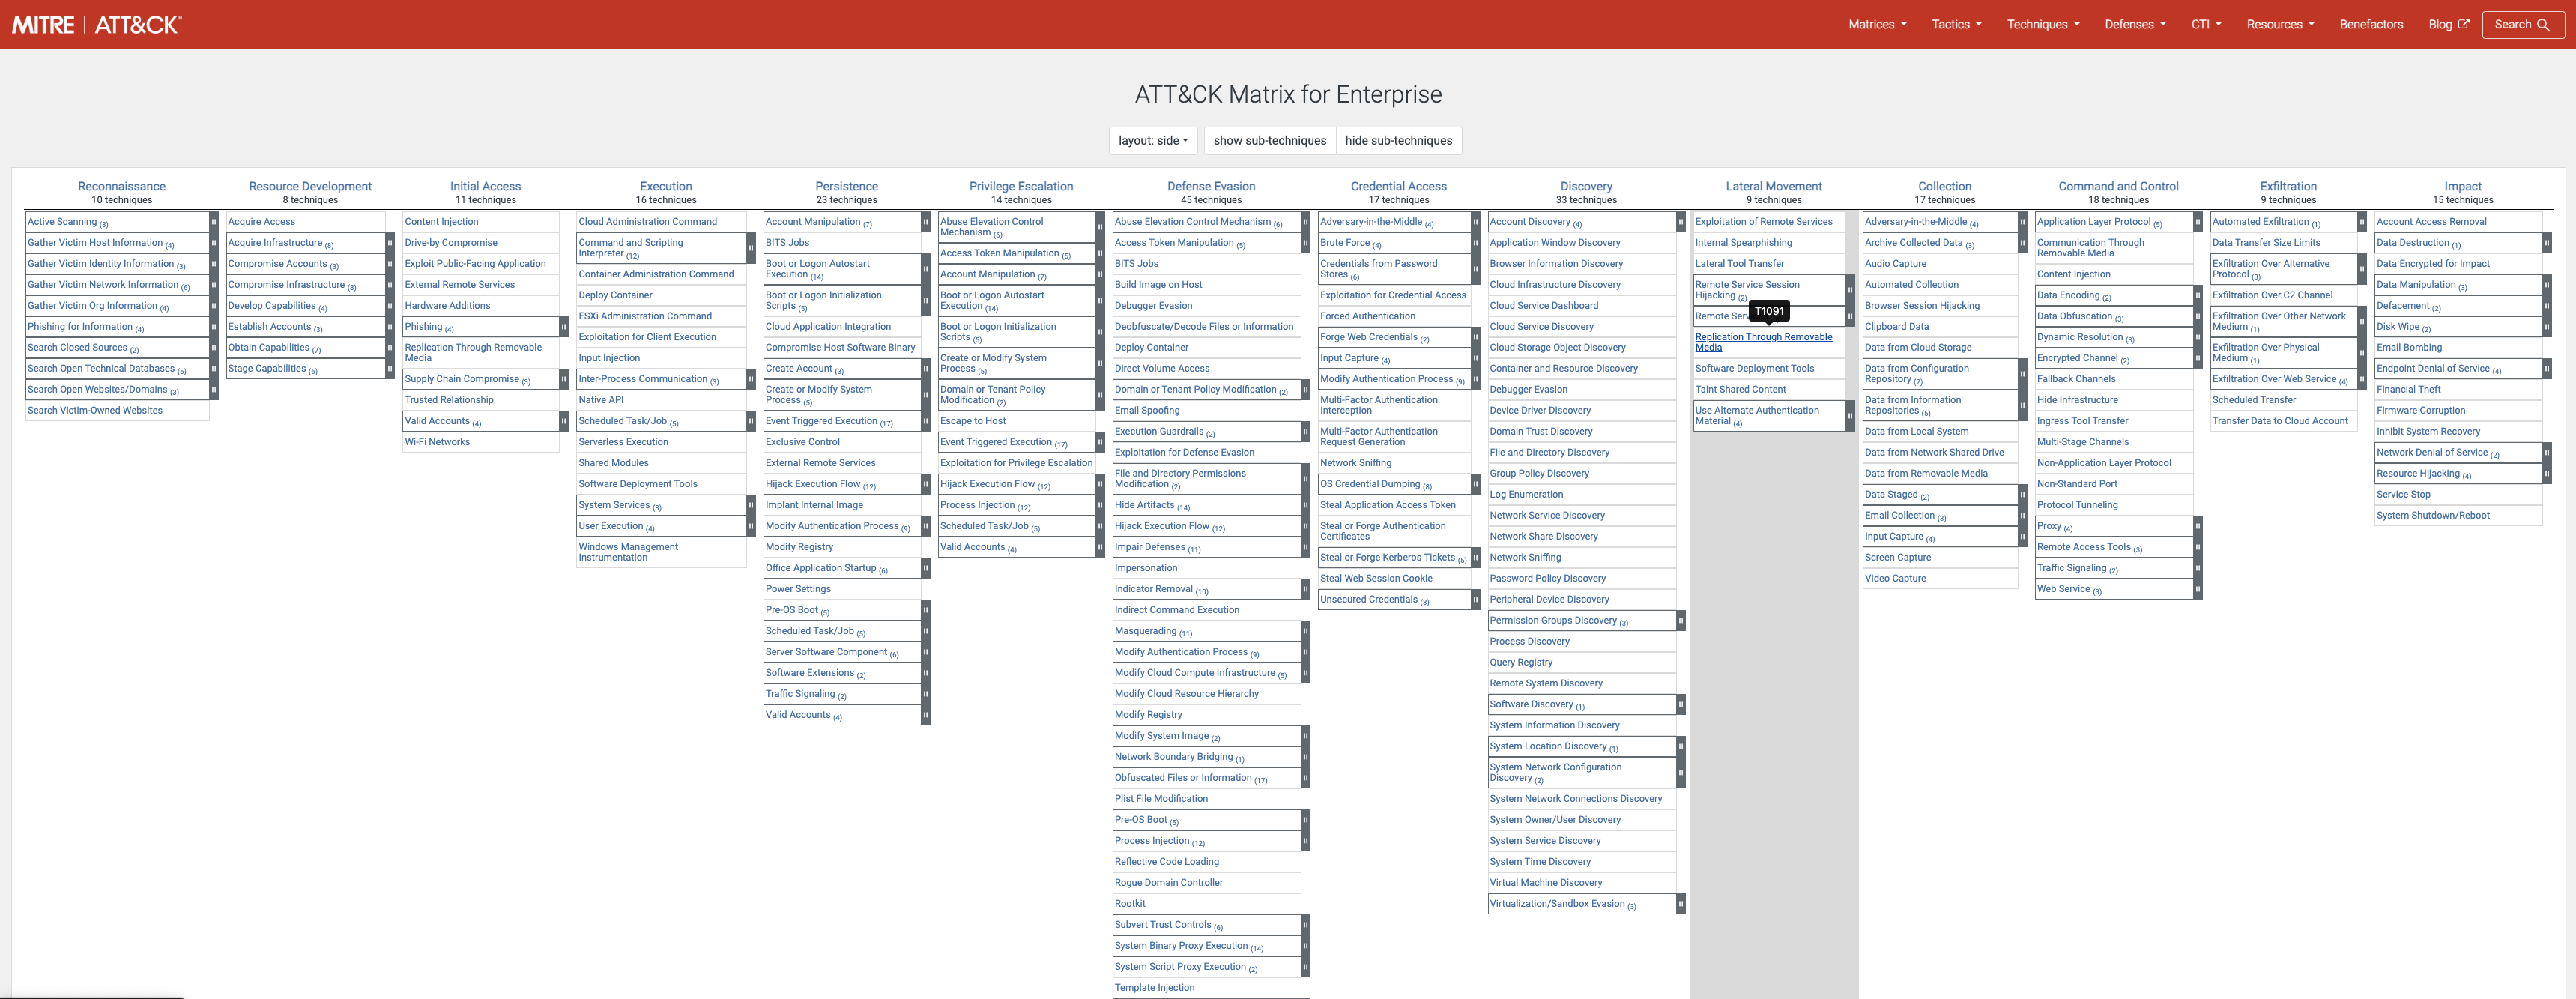 MITRE | ATT&CK®
Matrices
Tactics
Techniques
Defenses
CTI
Resources
Benefactors
Blog
Search
ATT&CK Matrix for Enterprise
layout: side
show sub-techniques
hide sub-techniques
Reconnaissance
10 techniques
Active Scanning (3)
Gather Victim Host Information (4)
Gather Victim Identity Information (3)
Gather Victim Network Information (6)
Gather Victim Org Information (4)
Phishing for Information (4)
Search Closed Sources (2)
Search Open Technical Databases (5)
Search Open Websites/Domains (3)
Search Victim-Owned Websites
Resource Development
8 techniques
Acquire Access
Acquire Infrastructure (8)
Compromise Accounts (3)
Compromise Infrastructure (8)
Develop Capabilities (4)
Establish Accounts (3)
Obtain Capabilities (7)
Stage Capabilities (6)
Initial Access
11 techniques
Content Injection
Drive-by Compromise
Exploit Public-Facing Application
External Remote Services
Hardware Additions
Phishing (4)
Replication Through Removable
Media
Supply Chain Compromise (3)
Trusted Relationship
Valid Accounts (4)
Wi-Fi Networks
Execution
16 techniques
Cloud Administration Command
Command and Scripting
Interpreter (12)
Container Administration Command
Deploy Container
ESXi Administration Command
Exploitation for Client Execution
Input Injection
Inter-Process Communication (3)
Native API
Scheduled Task/Job (5)
Serverless Execution
Shared Modules
Software Deployment Tools
System Services (3)
User Execution (4)
Windows Management
Instrumentation
Persistence
23 techniques
Account Manipulation (7)
BITS Jobs
Boot or Logon Autostart
Execution (14)
Boot or Logon Initialization
Scripts (5)
Cloud Application Integration
Compromise Host Software Binary
Create Account (3)
Create or Modify System
Process (5)
Event Triggered Execution (17)
Exclusive Control
External Remote Services
Hijack Execution Flow (12)
Implant Internal Image
Modify Authentication Process (9)
Modify Registry
Office Application Startup (6)
Power Settings
Pre-OS Boot (5)
Scheduled Task/Job (5)
Server Software Component (6)
Software Extensions (2)
Traffic Signaling (2)
Valid Accounts (4)
Privilege Escalation
14 techniques
Abuse Elevation Control
Mechanism (6)
Access Token Manipulation (5)
Account Manipulation (7)
Boot or Logon Autostart
Execution (14)
Boot or Logon Initialization
Scripts (5)
Create or Modify System
Process (5)
Domain or Tenant Policy
Modification (2)
Escape to Host
Event Triggered Execution (17)
Exploitation for Privilege Escalation
Hijack Execution Flow (12)
Process Injection (12)
Scheduled Task/Job (5)
Valid Accounts (4)
Defense Evasion
45 techniques
Abuse Elevation Control Mechanism (6)
Access Token Manipulation (5)
BITS Jobs
Build Image on Host
Debugger Evasion
Deobfuscate/Decode Files or Information
Deploy Container
Direct Volume Access
Domain or Tenant Policy Modification (2)
Email Spoofing
Execution Guardrails (2)
Exploitation for Defense Evasion
File and Directory Permissions
Modification (2)
Hide Artifacts (14)
Hijack Execution Flow (12)
Impair Defenses (11)
Impersonation
Indicator Removal (10)
Indirect Command Execution
Masquerading (11)
Modify Authentication Process (9)
Modify Cloud Compute Infrastructure (5)
Modify Cloud Resource Hierarchy
Modify Registry
Modify System Image (2)
Network Boundary Bridging (1)
Obfuscated Files or Information (17)
Plist File Modification
Pre-OS Boot (5)
Process Injection (12)
Reflective Code Loading
Rogue Domain Controller
Rootkit
Subvert Trust Controls (6)
System Binary Proxy Execution (14)
System Script Proxy Execution (2)
Template Injection
Credential Access
17 techniques
Adversary-in-the-Middle (4)
Brute Force (4)
Credentials from Password
Stores (6)
Exploitation for Credential Access
Forced Authentication
Forge Web Credentials (2)
Input Capture (4)
Modify Authentication Process (9)
Multi-Factor Authentication
Interception
Multi-Factor Authentication
Request Generation
Network Sniffing
OS Credential Dumping (8)
Steal Application Access Token
Steal or Forge Authentication
Certificates
Steal or Forge Kerberos Tickets (5)
Steal Web Session Cookie
Unsecured Credentials (8)
Discovery
33 techniques
Account Discovery (4)
Application Window Discovery
Browser Information Discovery
Cloud Infrastructure Discovery
Cloud Service Dashboard
Cloud Service Discovery
Cloud Storage Object Discovery
Container and Resource Discovery
Debugger Evasion
Device Driver Discovery
Domain Trust Discovery
File and Directory Discovery
Group Policy Discovery
Log Enumeration
Network Service Discovery
Network Share Discovery
Network Sniffing
Password Policy Discovery
Peripheral Device Discovery
Permission Groups Discovery (3)
Process Discovery
Query Registry
Remote System Discovery
Software Discovery (1)
System Information Discovery
System Location Discovery (1)
System Network Configuration
Discovery (2)
System Network Connections Discovery
System Owner/User Discovery
System Service Discovery
System Time Discovery
Virtual Machine Discovery
Virtualization/Sandbox Evasion (3)
Lateral Movement
9 techniques
Exploitation of Remote Services
Internal Spearphishing
Lateral Tool Transfer
Remote Service Session
Hijacking (2)
T1091
Remote Serv
Replication Through Removable
Media
Software Deployment Tools
Taint Shared Content
Use Alternate Authentication
Material (4)
Collection
17 techniques
Adversary-in-the-Middle (4)
Archive Collected Data (3)
Audio Capture
Automated Collection
Browser Session Hijacking
Clipboard Data
Data from Cloud Storage
Data from Configuration
Repository (2)
Data from Information
Repositories (5)
Data from Local System
Data from Network Shared Drive
Data from Removable Media
Data Staged (2)
Email Collection (3)
Input Capture (4)
Screen Capture
Video Capture
Command and Control
18 techniques
Application Layer Protocol (5)
Communication Through
Removable Media
Content Injection
Data Encoding (2)
Data Obfuscation (3)
Dynamic Resolution (3)
Encrypted Channel (2)
Fallback Channels
Hide Infrastructure
Ingress Tool Transfer
Multi-Stage Channels
Non-Application Layer Protocol
Non-Standard Port
Protocol Tunneling
Proxy (4)
Remote Access Tools (3)
Traffic Signaling (2)
Web Service (3)
Exfiltration
9 techniques
Automated Exfiltration (1)
Data Transfer Size Limits
Exfiltration Over Alternative
Protocol (3)
Exfiltration Over C2 Channel
Exfiltration Over Other Network
Medium (1)
Exfiltration Over Physical
Medium (1)
Exfiltration Over Web Service (4)
Scheduled Transfer
Transfer Data to Cloud Account
Impact
15 techniques
Account Access Removal
Data Destruction (1)
Data Encrypted for Impact
Data Manipulation (3)
Defacement (2)
Disk Wipe (2)
Email Bombing
Endpoint Denial of Service (4)
Financial Theft
Firmware Corruption
Inhibit System Recovery
Network Denial of Service (2)
Resource Hijacking (4)
Service Stop
System Shutdown/Reboot